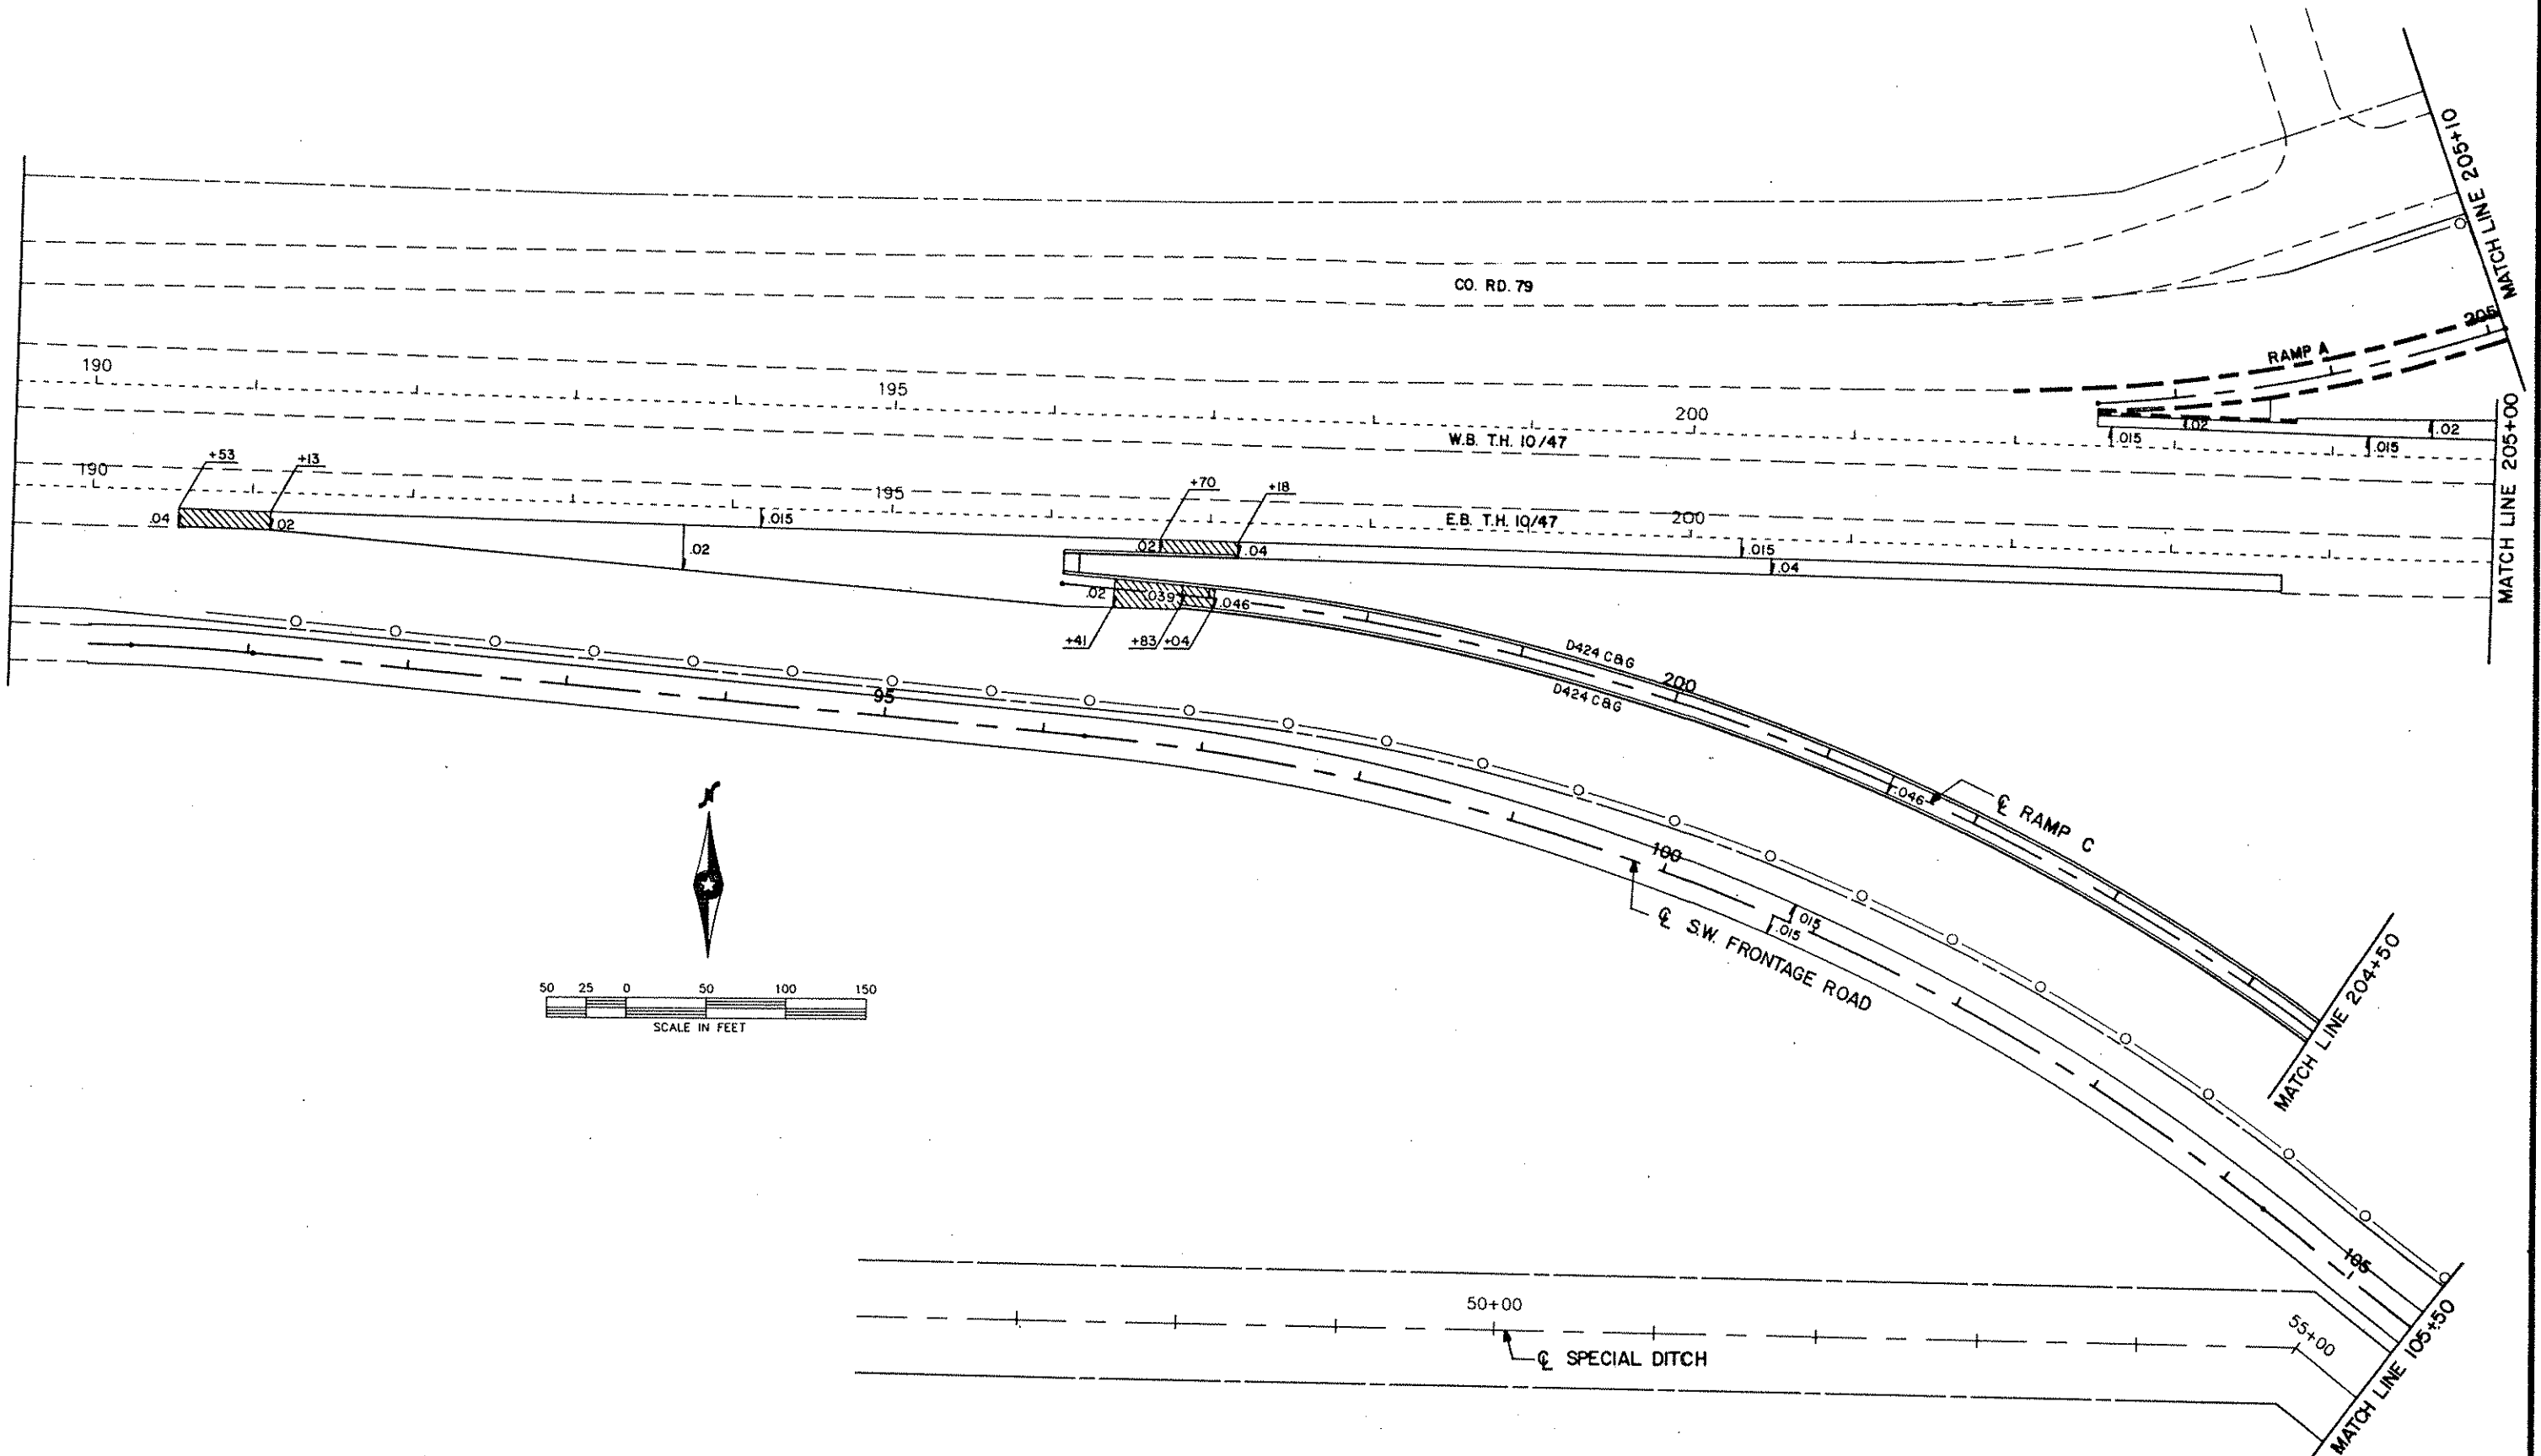 MATCH LINE 205+10
CO. RD. 79
205
RAMP A
190
195
200
W.B. T.H. 10/47
.015
.02
.015
.02
MATCH LINE 205+00
+53
+13
190
.04
.02
.015
.02
195
+70
+18
.02
.04
E.B. T.H. 10/47
200
.015
.04
.02
.039
.046
+41
+83
+04
D424 C&G
D424 C&G
200
.046
℄ RAMP C
MATCH LINE 204+50
95
N
100
.015
.015
℄ S.W. FRONTAGE ROAD
50 25 0 50 100 150
SCALE IN FEET
105
MATCH LINE 105+50
50+00
55+00
℄ SPECIAL DITCH